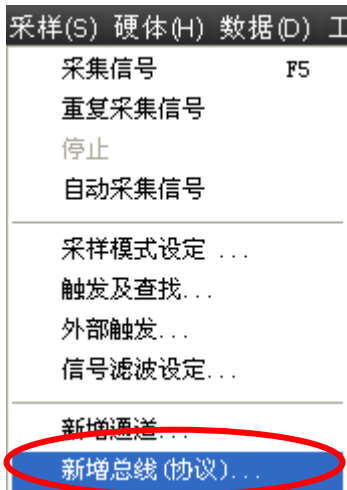 采样(S) 硬体(H) 数据(D) 工
采集信号 F5
重复采集信号
停止
自动采集信号
采样模式设定 ...
触发及查找...
外部触发...
信号滤波设定...
新增通道...
新增总线(协议)...